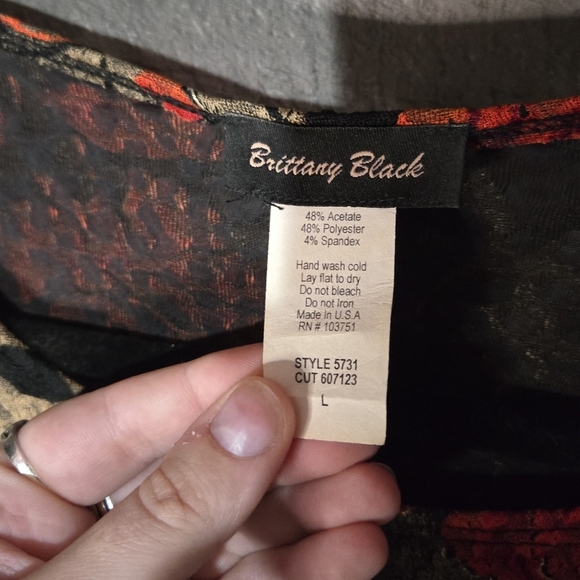 Brittany Black
48% Acetate
48% Polyester
4% Spandex
Hand wash cold
Lay flat to dry
Do not bleach
Do not Iron
Made In U.S.A
RN # 103751
STYLE 5731
CUT 607123
L